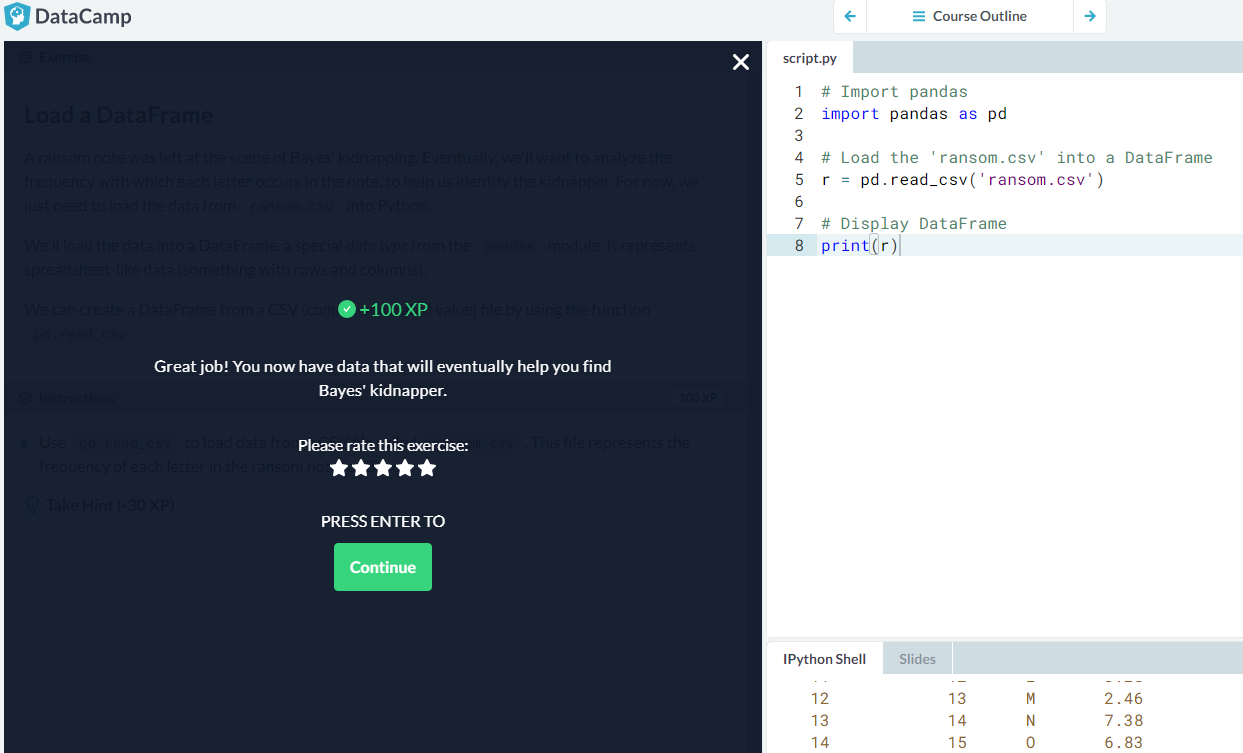 DataCamp
Course Outline
Exercise
Load a DataFrame
A ransom note was left at the scene of Bayes' kidnapping. Eventually, we'll want to analyze the
frequency with which each letter occurs in the note, to help us identify the kidnapper. For now, we
just need to load the data from ransom.csv into Python.
We'll load the data into a DataFrame, a special data type from the pandas module. It represents
spreadsheet-like data (something with rows and columns).
We can create a DataFrame from a CSV (com value) file by using the function
pd.read_csv .
+100 XP
Great job! You now have data that will eventually help you find
Bayes' kidnapper.
Instructions
100 XP
Use pd.read_csv to load data from . This file represents the
frequency of each letter in the ransom
Take Hint (-30 XP)
Please rate this exercise:
PRESS ENTER TO
Continue
script.py
1 # Import pandas
2 import pandas as pd
3
4 # Load the 'ransom.csv' into a DataFrame
5 r = pd.read_csv('ransom.csv')
6
7 # Display DataFrame
8 print(r)
IPython Shell
Slides
12 13 M 2.46
13 14 N 7.38
14 15 O 6.83